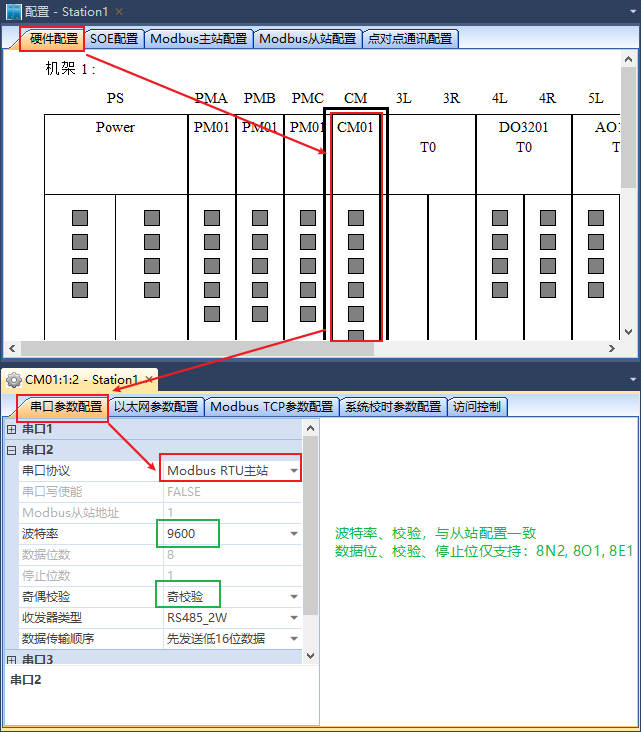 配置 - Station1
硬件配置 SOE配置 Modbus主站配置 Modbus从站配置 点对点通讯配置
机架 1 :
PS PMA PMB PMC CM 3L 3R 4L 4R 5L
Power PM01 PM01 PM01 CM01 DO3201
T0 T0
CM01:1:2 - Station1
串口参数配置 以太网参数配置 Modbus TCP参数配置 系统校时参数配置 访问控制
串口1
串口2
串口协议 Modbus RTU主站
串口写使能 FALSE
Modbus从站地址 1
波特率 9600
数据位数 8
停止位数 1
奇偶校验 奇校验
收发器类型 RS485_2W
数据传输顺序 先发送低16位数据
串口3
串口2
波特率、校验，与从站配置一致
数据位、校验、停止位仅支持：8N2, 8O1, 8E1